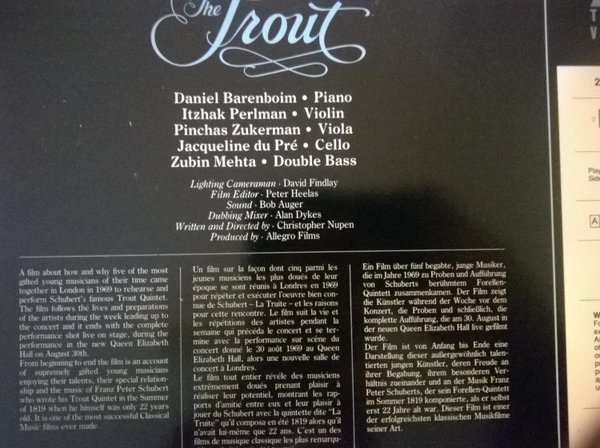 The
Trout
Daniel Barenboim • Piano
Itzhak Perlman • Violin
Pinchas Zukerman • Viola
Jacqueline du Pré • Cello
Zubin Mehta • Double Bass
Lighting Cameraman · David Findlay
Film Editor · Peter Heelas
Sound · Bob Auger
Dubbing Mixer · Alan Dykes
Written and Directed by · Christopher Nupen
Produced by · Allegro Films
A film about how and why five of the most
gifted young musicians of their time came
together in London in 1969 to rehearse and
perform Schubert's famous Trout Quintet.
The film follows the lives and preparations
of the artists during the week leading up to
the concert and it ends with the complete
performance shot live on stage, during the
performance in the new Queen Elizabeth
Hall on August 30th.
From beginning to end the film is an account
of supremely gifted young musicians
enjoying their talents, their special relation-
ship and the music of Franz Peter Schubert
who wrote his Trout Quintet in the Summer
of 1819 when he himself was only 22 years
old. It is one of the most successful Classical
Music films ever made.
Un film sur la façon dont cinq parmi les
jeunes musiciens les plus doués de leur
époque se sont réunis à Londres en 1969
pour répéter et exécuter l'œuvre bien con-
nue de Schubert – La Truite – et les raisons
pour cette rencontre. Le film suit la vie et
les répétitions des artistes pendant la
semaine qui précéda le concert et se ter-
mine avec la performance sur scène du
concert donné le 30 août 1969 au Queen
Elizabeth Hall, alors une nouvelle salle de
concert à Londres.
Le film tout entier révèle des musiciens
extrêmement doués prenant plaisir à
réaliser leur potentiel, montrant les rap-
ports d'amitié entre eux et leur plaisir à
jouer du Schubert avec la quintette dite "La
Truite" qu'il composa en été 1819 alors qu'il
n'avait lui-même que 22 ans. C'est un des
films de musique classique les plus remarqu-
Ein Film über fünf begabte, junge Musiker,
die im Jahre 1969 zu Proben und Aufführung
von Schuberts berühmtem Forellen-
Quintett zusammenkamen. Der Film zeigt
die Künstler während der Woche vor dem
Konzert, die Proben und schließlich, die
komplette Aufführung, die am 30. August in
der neuen Queen Elizabeth Hall live gefilmt
wurde.
Der Film ist von Anfang bis Ende eine
Darstellung dieser außergewöhnlich talen-
tierten jungen Künstler, deren Freude an
ihrer Begabung, ihrem besonderen Ver-
hältnis zueinander und an der Musik Franz
Peter Schuberts, der sein Forellen-Quintett
im Sommer 1819 komponierte, als er selbst
erst 22 Jahre alt war. Dieser Film ist einer
der erfolgreichsten klassischen Musikfilme
seiner Art.
Play
Side
A